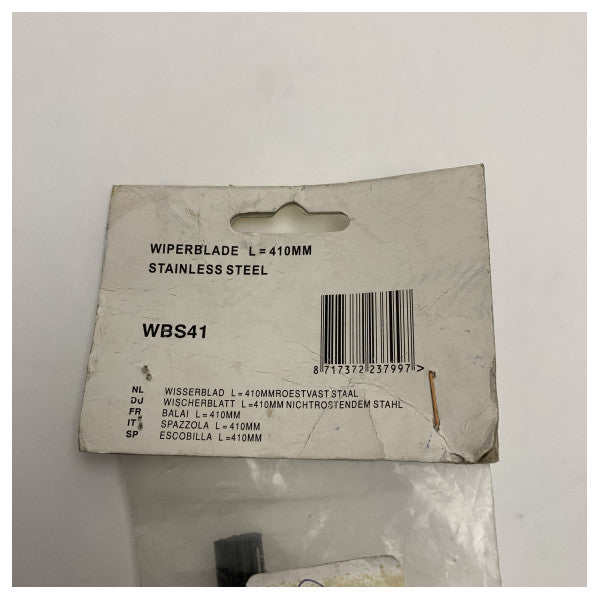 WIPERBLADE L = 410MM
STAINLESS STEEL
WBS41
8 717372 237997 >
NL WISSERBLAD L =410MMROESTVAST STAAL
DU WISCHERBLATT L =410MM NICHTROSTENDEM STAHL
FR BALAI L =410MM
IT SPAZZOLA L =410MM
SP ESCOBILLA L =410MM